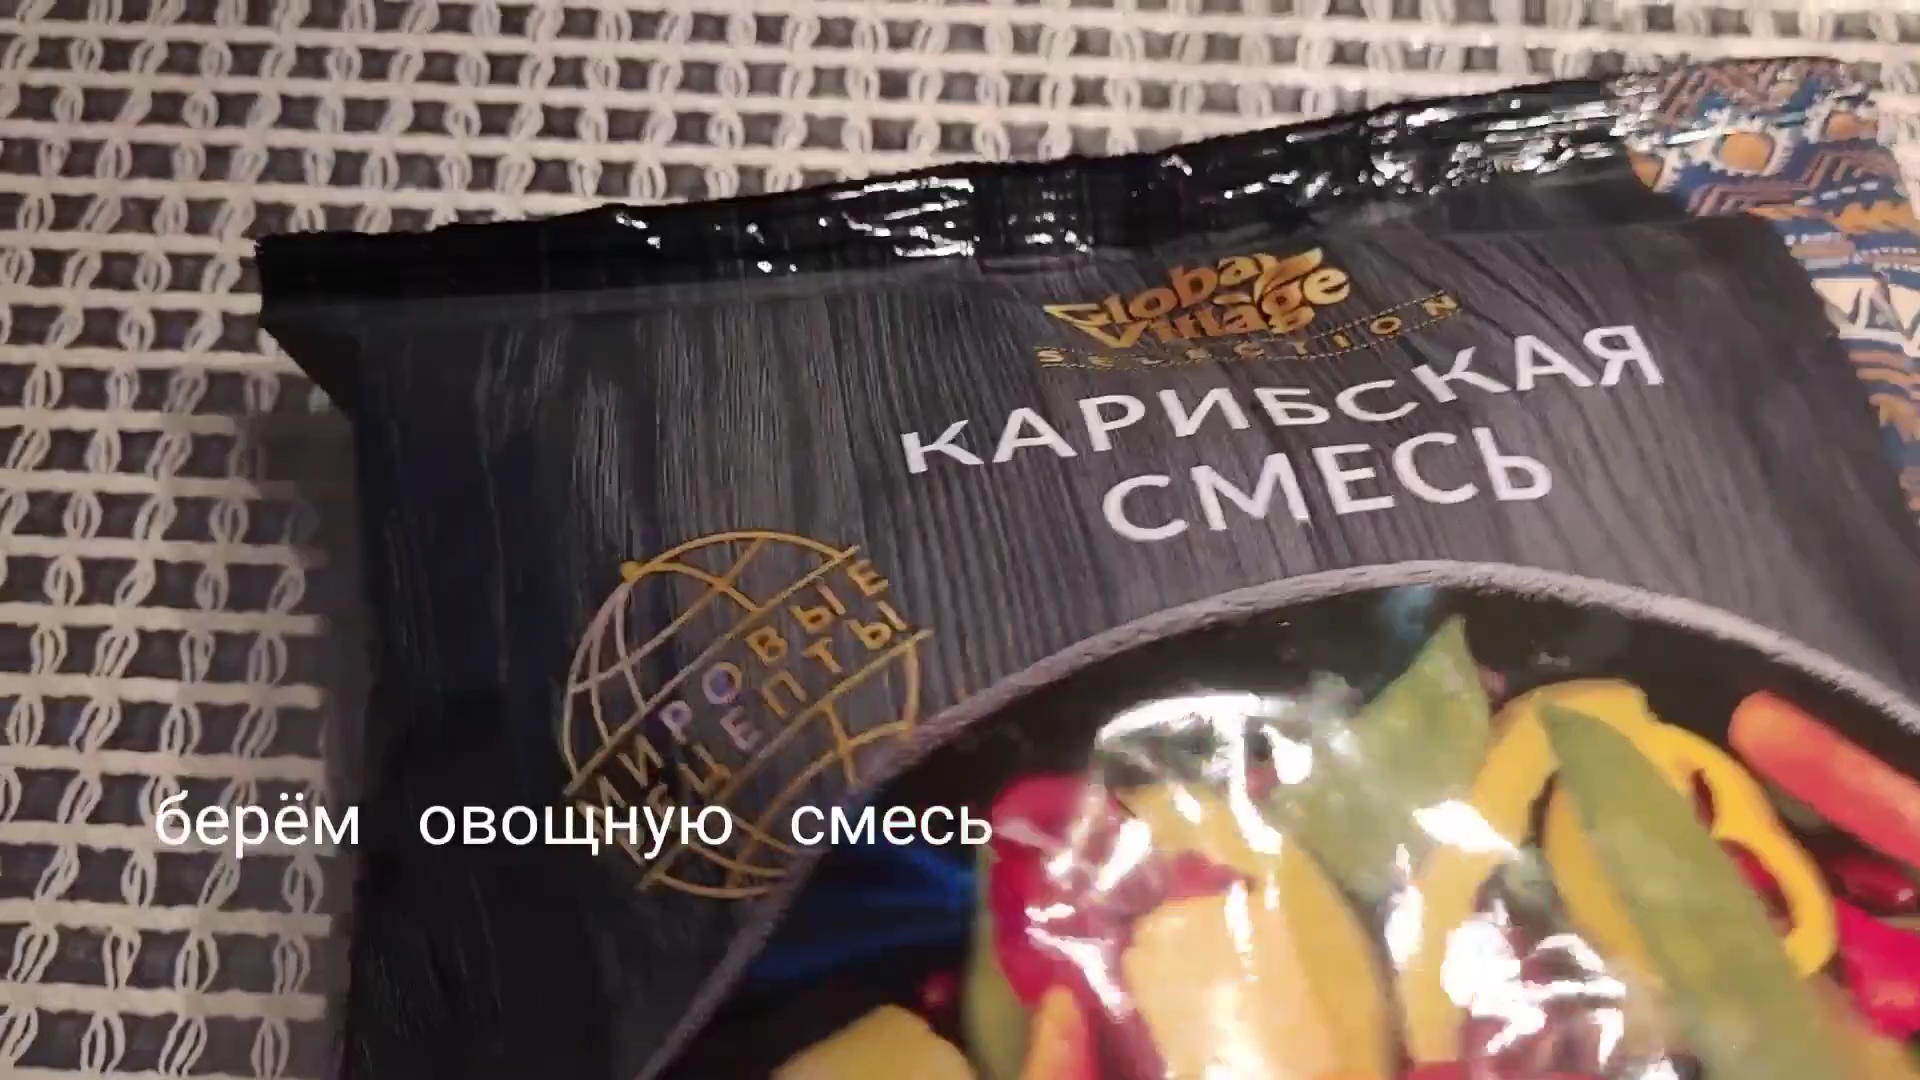 Global
Village
SELECTION
КАРИБСКАЯ
СМЕСЬ
МИРОВЫЕ
РЕЦЕПТЫ
берём овощную смесь